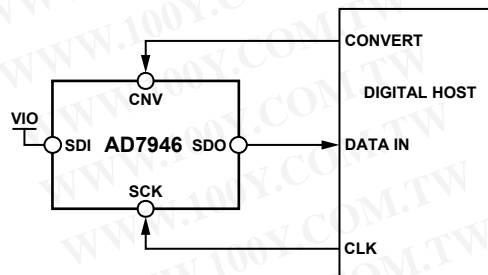 WWW.100Y.COM.TW
CONVERT
CNV
DIGITAL HOST
VIO
SDI AD7946 SDO
DATA IN
SCK
CLK